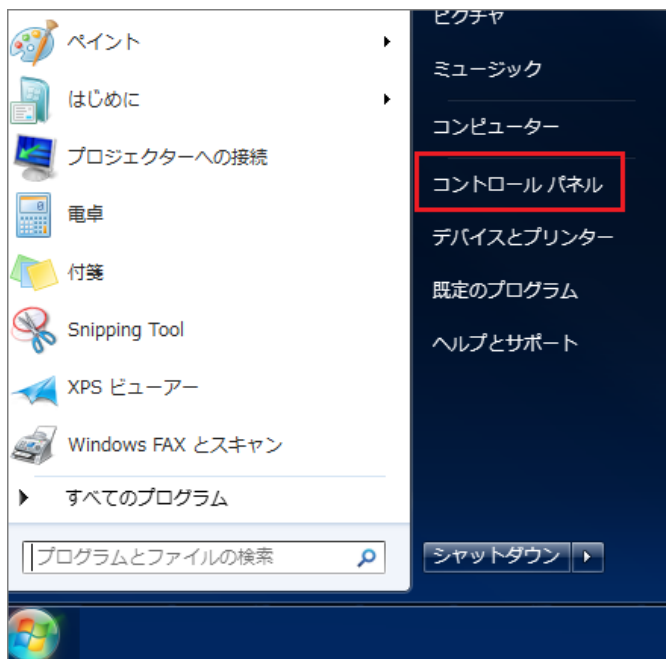 ペイント
はじめに
プロジェクターへの接続
電卓
付箋
Snipping Tool
XPS ビューアー
Windows FAX とスキャン
すべてのプログラム
プログラムとファイルの検索
ピクチャ
ミュージック
コンピューター
コントロール パネル
デバイスとプリンター
既定のプログラム
ヘルプとサポート
シャットダウン